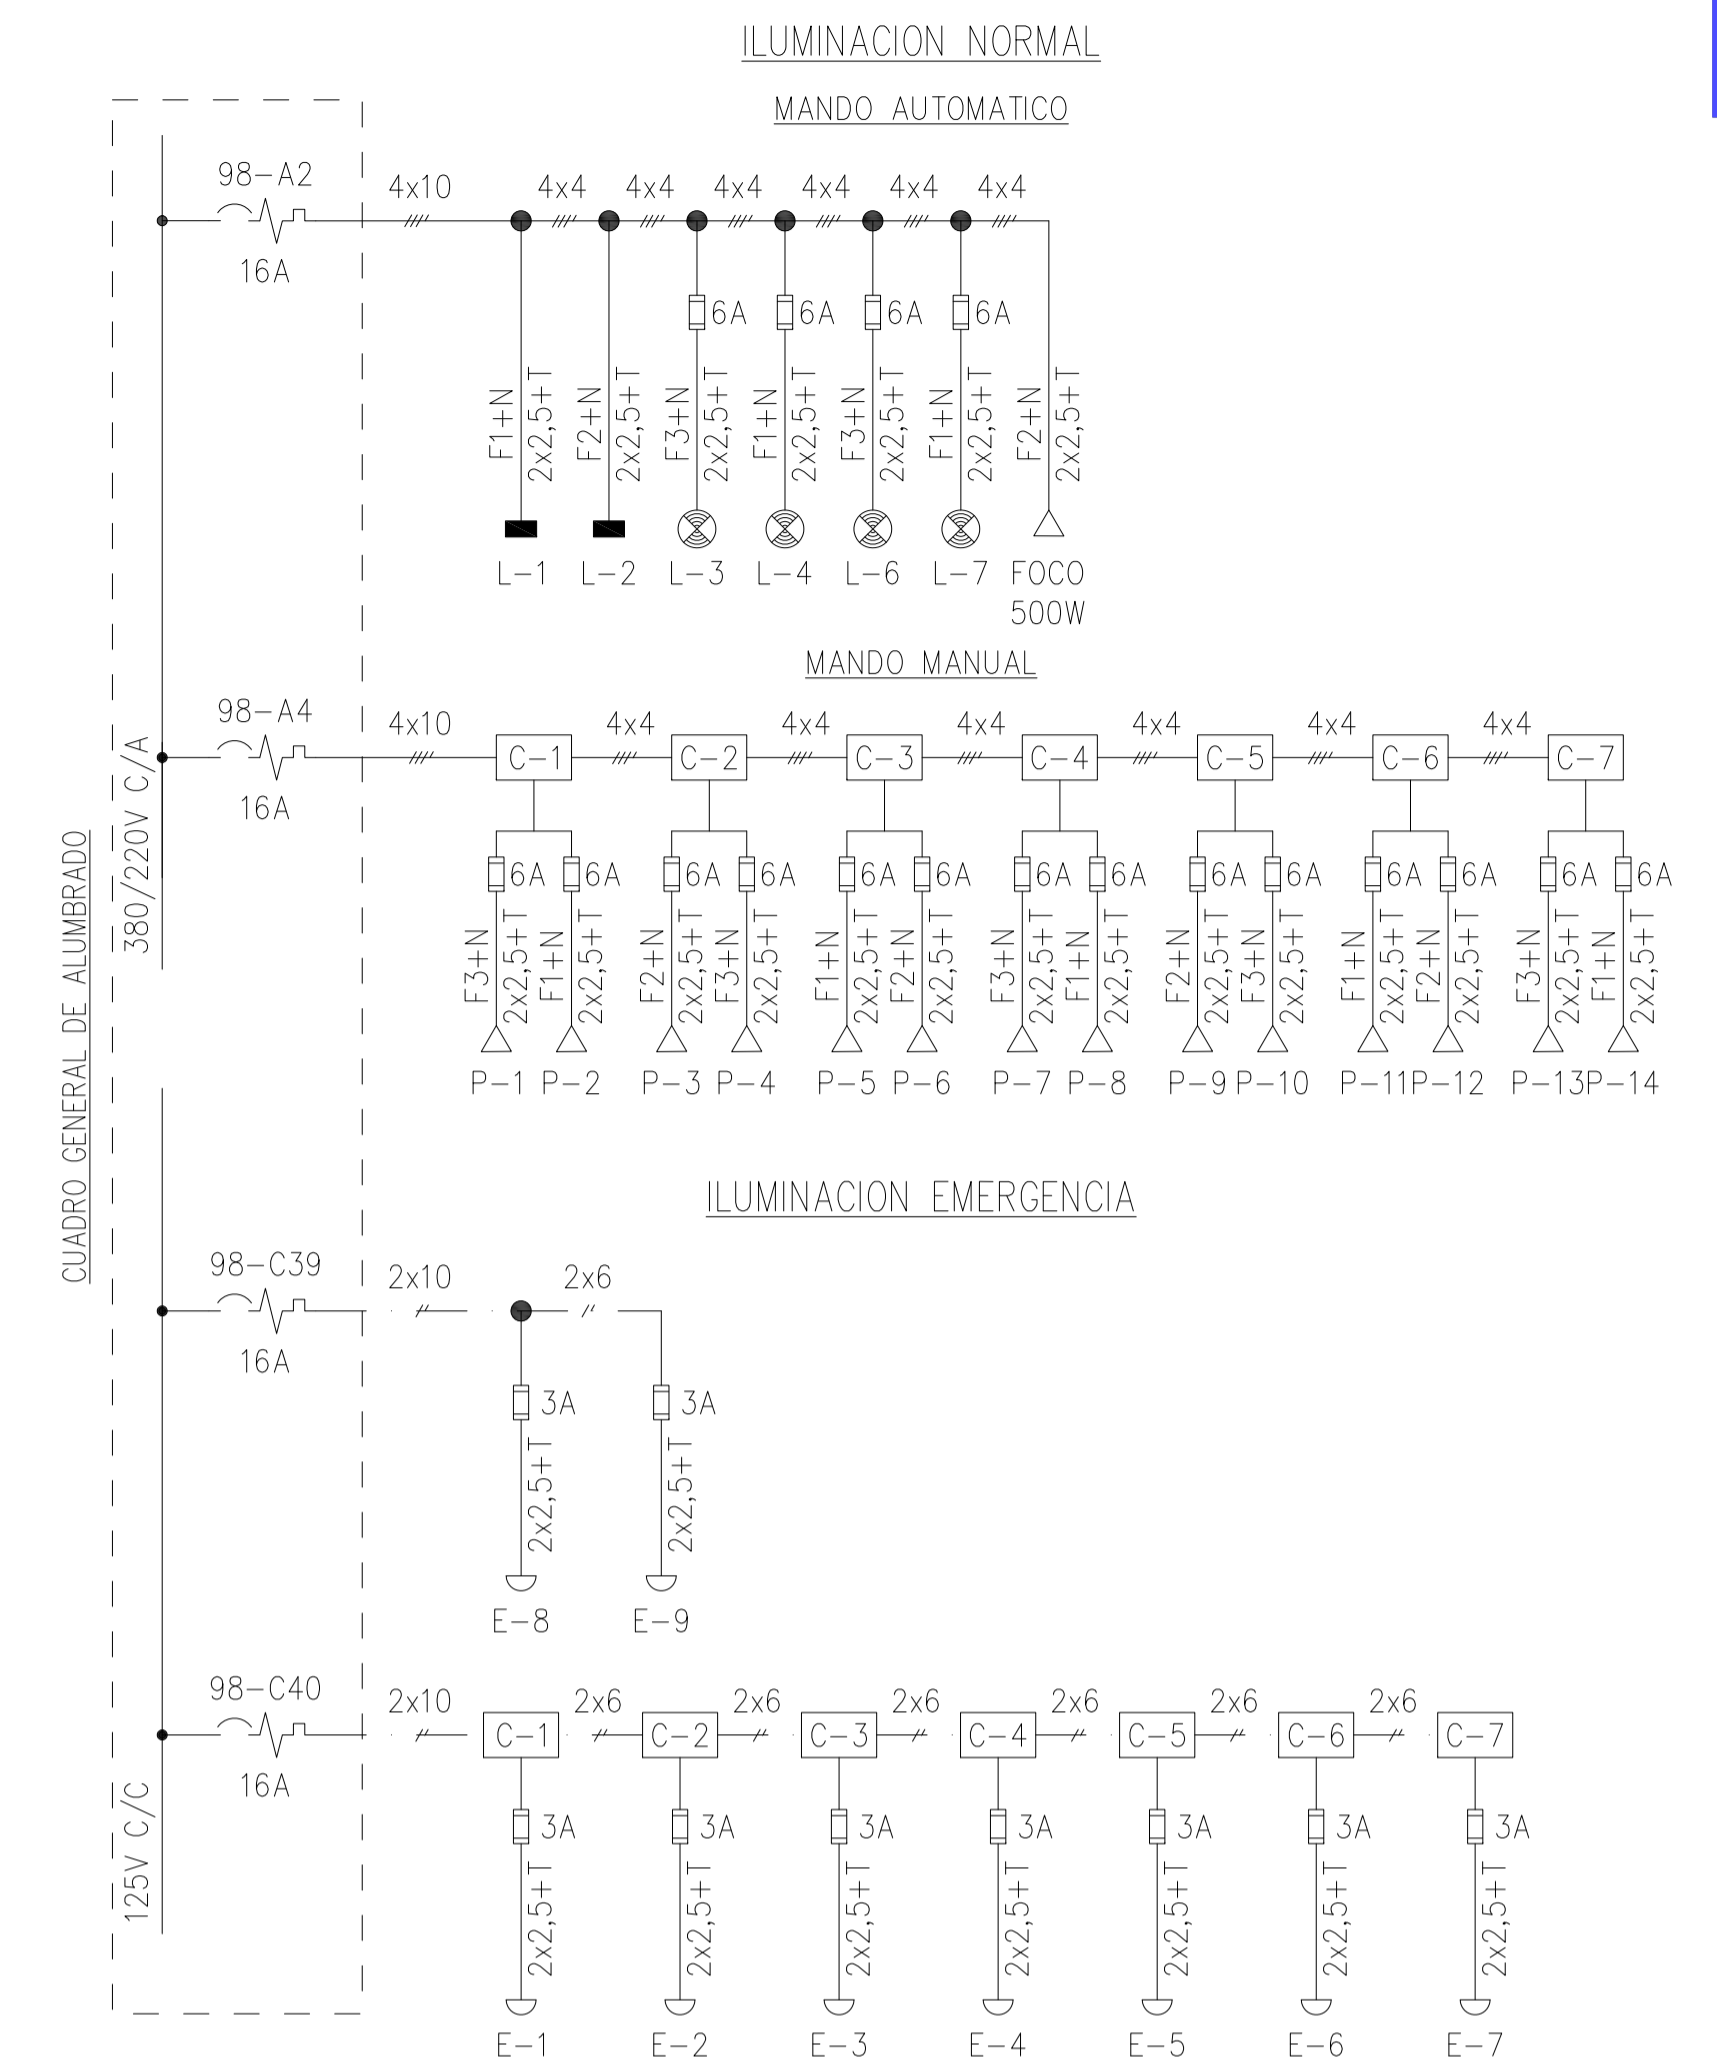 ILUMINACION NORMAL
MANDO AUTOMATICO
98-A2
4x10 4x4 4x4 4x4 4x4 4x4 4x4
16A
6A 6A 6A 6A
F1+N 2x2,5+T F2+N 2x2,5+T F3+N 2x2,5+T F1+N 2x2,5+T F3+N 2x2,5+T F1+N 2x2,5+T F2+N 2x2,5+T
L-1 L-2 L-3 L-4 L-6 L-7 FOCO
500W
MANDO MANUAL
98-A4
4x10 4x4 4x4 4x4 4x4 4x4 4x4
C-1 C-2 C-3 C-4 C-5 C-6 C-7
16A
380/220V C/A
CUADRO GENERAL DE ALUMBRADO
6A 6A 6A 6A 6A 6A 6A 6A 6A 6A 6A 6A 6A 6A
F3+N 2x2,5+T F1+N 2x2,5+T F2+N 2x2,5+T F3+N 2x2,5+T F1+N 2x2,5+T F2+N 2x2,5+T F3+N 2x2,5+T F1+N 2x2,5+T F2+N 2x2,5+T F3+N 2x2,5+T F1+N 2x2,5+T F2+N 2x2,5+T F3+N 2x2,5+T F1+N 2x2,5+T
P-1 P-2 P-3 P-4 P-5 P-6 P-7 P-8 P-9 P-10 P-11 P-12 P-13 P-14
ILUMINACION EMERGENCIA
98-C39
2x10 2x6
16A
3A 3A
2x2,5+T 2x2,5+T
E-8 E-9
98-C40
2x10 2x6 2x6 2x6 2x6 2x6 2x6
C-1 C-2 C-3 C-4 C-5 C-6 C-7
16A
125V C/C
3A 3A 3A 3A 3A 3A 3A
2x2,5+T 2x2,5+T 2x2,5+T 2x2,5+T 2x2,5+T 2x2,5+T 2x2,5+T
E-1 E-2 E-3 E-4 E-5 E-6 E-7